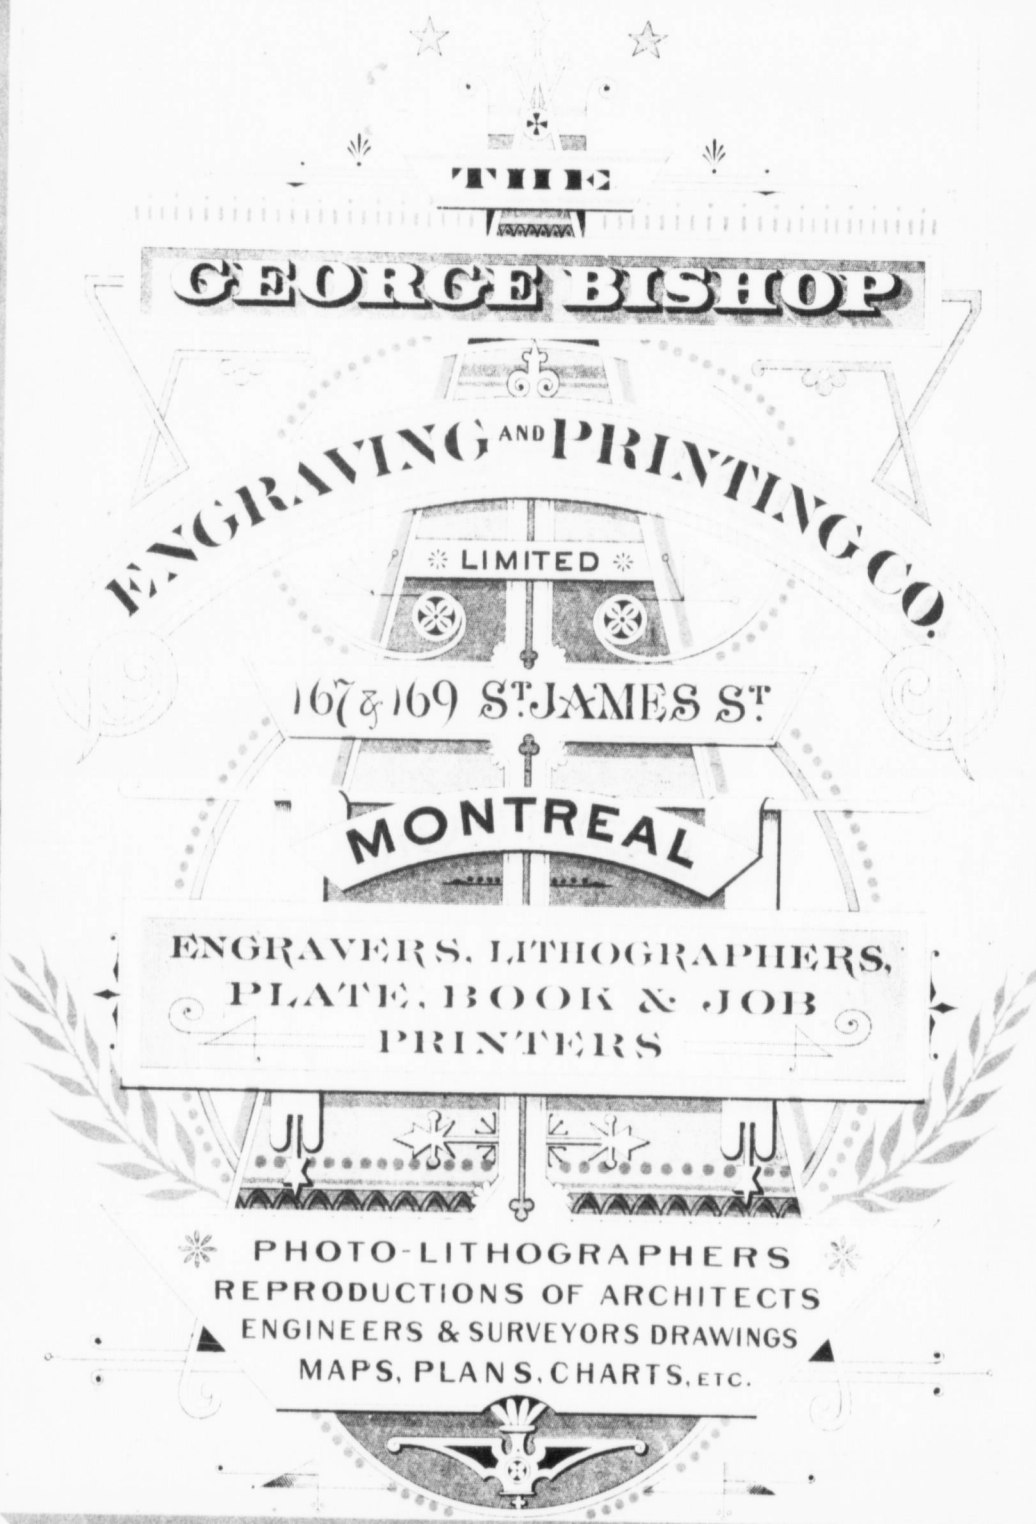 THE
GEORGE BISHOP
ENGRAVING AND PRINTING CO.
LIMITED
167 & 169 ST. JAMES ST.
MONTREAL
ENGRAVERS, LITHOGRAPHERS,
PLATE, BOOK & JOB
PRINTERS
PHOTO-LITHOGRAPHERS
REPRODUCTIONS OF ARCHITECTS
ENGINEERS & SURVEYORS DRAWINGS
MAPS, PLANS, CHARTS, ETC.